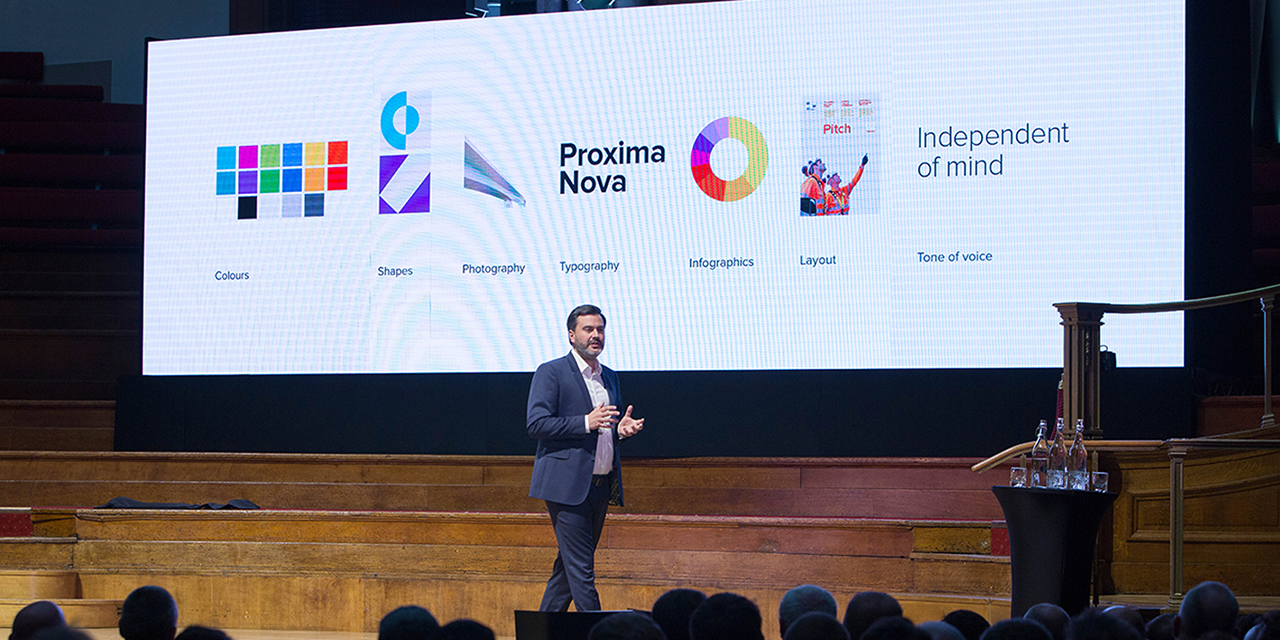 Proxima
Nova
Pitch
Independent
of mind
Colours
Shapes
Photography
Typography
Infographics
Layout
Tone of voice